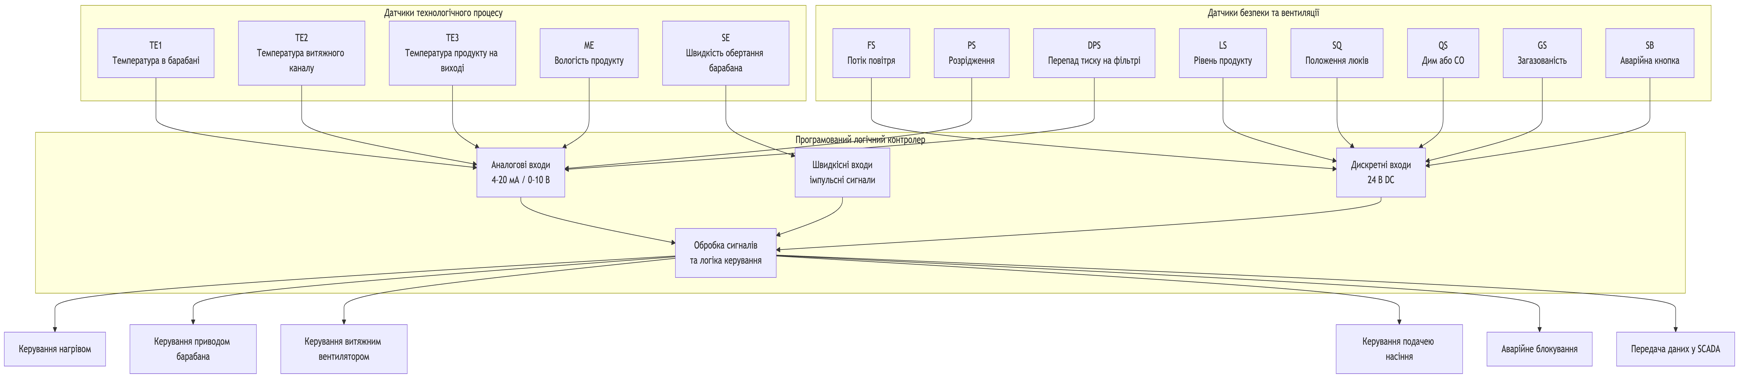 Датчики технологічного процесу
Датчики безпеки та вентиляції
TE1
Температура в барабані
TE2
Температура витяжного
каналу
TE3
Температура продукту на
виході
ME
Вологість продукту
SE
Швидкість обертання
барабана
FS
Потік повітря
PS
Розрідження
DPS
Перепад тиску на фільтрі
LS
Рівень продукту
SQ
Положення люків
QS
Дим або CO
GS
Загазованість
SB
Аварійна кнопка
Програмований логічний контролер
Аналогові входи
4-20 мА / 0-10 В
Швидкісні входи
імпульсні сигнали
Дискретні входи
24 В DC
Обробка сигналів
та логіка керування
Керування нагрівом
Керування приводом
барабана
Керування витяжним
вентилятором
Керування подачею
насіння
Аварійне блокування
Передача даних у SCADA